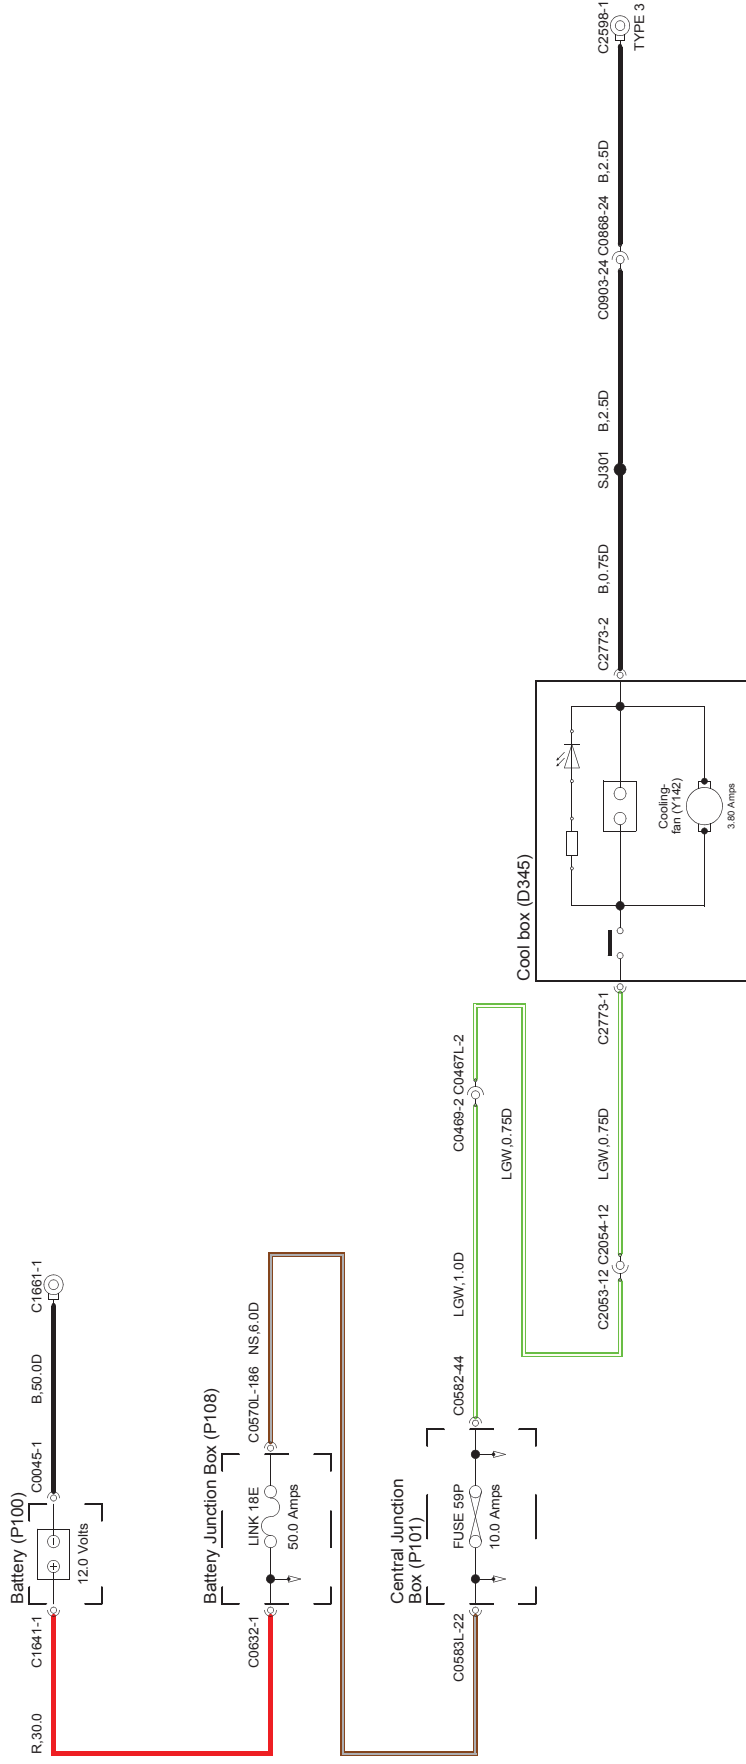 Battery (P100)
12.0 Volts
C1641-1
R,30.0
C0045-1
B,50.0D
C1661-1
Battery Junction Box (P108)
LINK 18E
50.0 Amps
C0632-1
C0570L-186
NS,6.0D
Central Junction
Box (P101)
FUSE 59P
10.0 Amps
C0583L-22
C0582-44
LGW,1.0D
C0469-2
C0467L-2
LGW,0.75D
C2053-12
C2054-12
LGW,0.75D
C2773-1
Cool box (D345)
Cooling-
fan (Y142)
3.80 Amps
C2773-2
B,0.75D
SJ301
B,2.5D
C0903-24
C0868-24
B,2.5D
C2598-1
TYPE 3